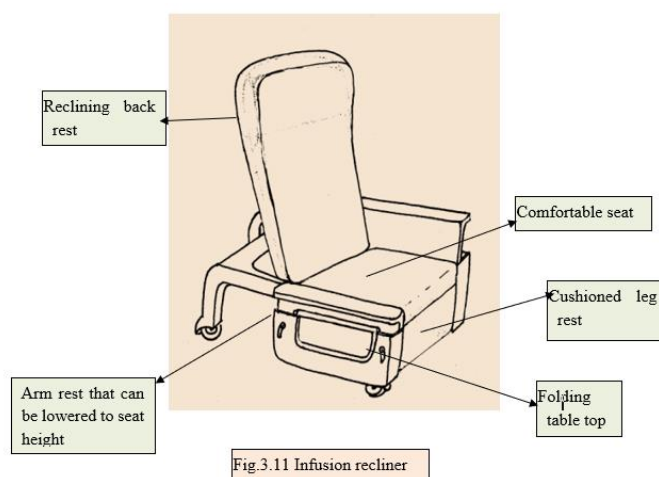 Reclining back
rest
Comfortable seat
Cushioned leg
rest
Arm rest that can
be lowered to seat
height
Folding
table top
Fig.3.11 Infusion recliner